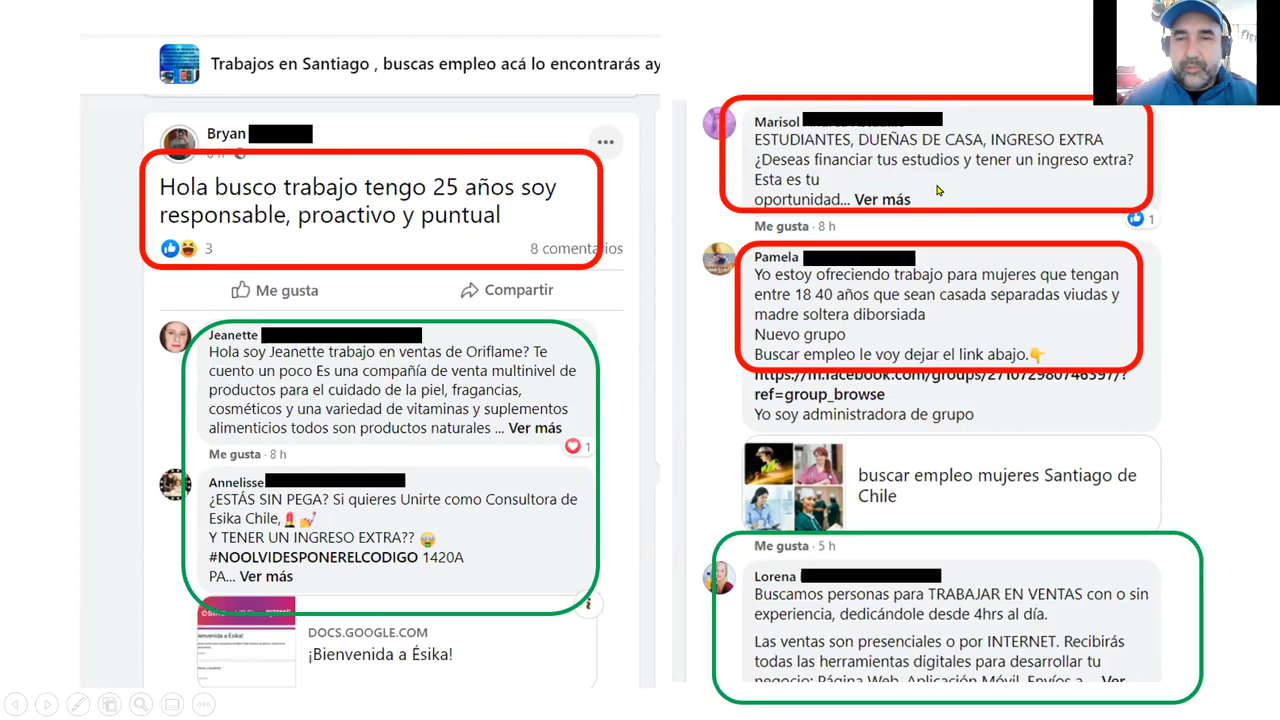 Trabajos en Santiago , buscas empleo acá lo encontrarás ay
Bryan
Hola busco trabajo tengo 25 años soy
responsable, proactivo y puntual
3
8 comentarios
Me gusta
Compartir
Jeanette
Hola soy Jeanette trabajo en ventas de Oriflame? Te
cuento un poco Es una compañía de venta multinivel de
productos para el cuidado de la piel, fragancias,
cosméticos y una variedad de vitaminas y suplementos
alimenticios todos son productos naturales ... Ver más
1
Me gusta · 8 h
Annelisse
¿ESTÁS SIN PEGA? Si quieres Unirte como Consultora de
Esika Chile,💄💅
Y TENER UN INGRESO EXTRA?? 🤑
#NOOLVIDESPONERELCODIGO 1420A
PA... Ver más
DOCS.GOOGLE.COM
¡Bienvenida a Ésika!
Marisol
ESTUDIANTES, DUEÑAS DE CASA, INGRESO EXTRA
¿Deseas financiar tus estudios y tener un ingreso extra?
Esta es tu
oportunidad... Ver más
1
Me gusta · 8 h
Pamela
Yo estoy ofreciendo trabajo para mujeres que tengan
entre 18 40 años que sean casada separadas viudas y
madre soltera diborsiada
Nuevo grupo
Buscar empleo le voy dejar el link abajo.👇
https://m.facebook.com/groups/271072980746397/?
ref=group_browse
Yo soy administradora de grupo
buscar empleo mujeres Santiago de
Chile
Me gusta · 5 h
Lorena
Buscamos personas para TRABAJAR EN VENTAS con o sin
experiencia, dedicándole desde 4hrs al día.
Las ventas son presenciales o por INTERNET. Recibirás
todas las herramientas digitales para desarrollar tu
negocio: Página Web, Aplicación Móvil, Envíos a ... Ver